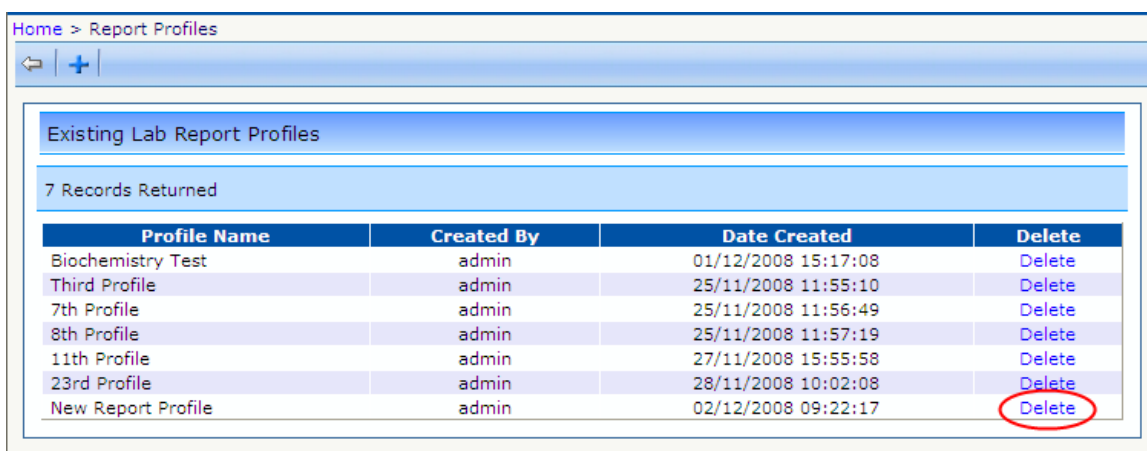 Home > Report Profiles
Existing Lab Report Profiles
7 Records Returned
Profile Name Created By Date Created Delete
Biochemistry Test admin 01/12/2008 15:17:08 Delete
Third Profile admin 25/11/2008 11:55:10 Delete
7th Profile admin 25/11/2008 11:56:49 Delete
8th Profile admin 25/11/2008 11:57:19 Delete
11th Profile admin 27/11/2008 15:55:58 Delete
23rd Profile admin 28/11/2008 10:02:08 Delete
New Report Profile admin 02/12/2008 09:22:17 Delete